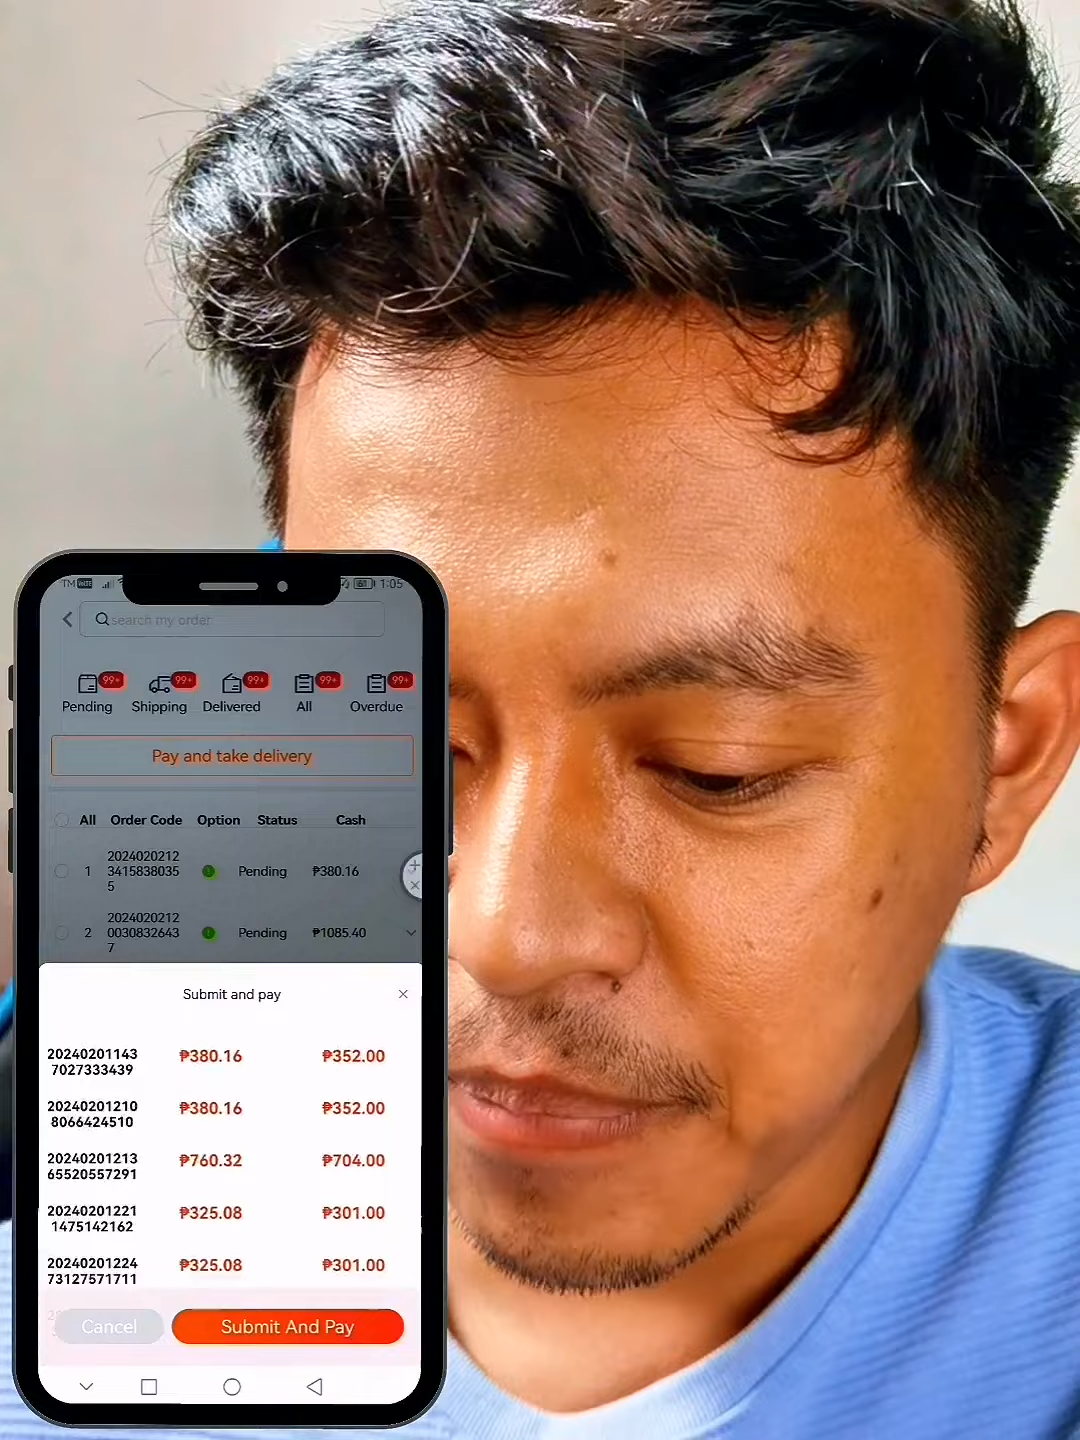 TM VoLTE 1:05
search my order
99+ 99+ 99+ 99+ 99+
Pending Shipping Delivered All Overdue
Pay and take delivery
All Order Code Option Status Cash
2024020212
1 3415838035 Pending ₱380.16
5
2024020212
2 0030832643 Pending ₱1085.40
7
Submit and pay
20240201143 ₱380.16 ₱352.00
7027333439
20240201210 ₱380.16 ₱352.00
8066424510
20240201213 ₱760.32 ₱704.00
65520557291
20240201221 ₱325.08 ₱301.00
1475142162
20240201224 ₱325.08 ₱301.00
73127571711
Cancel Submit And Pay